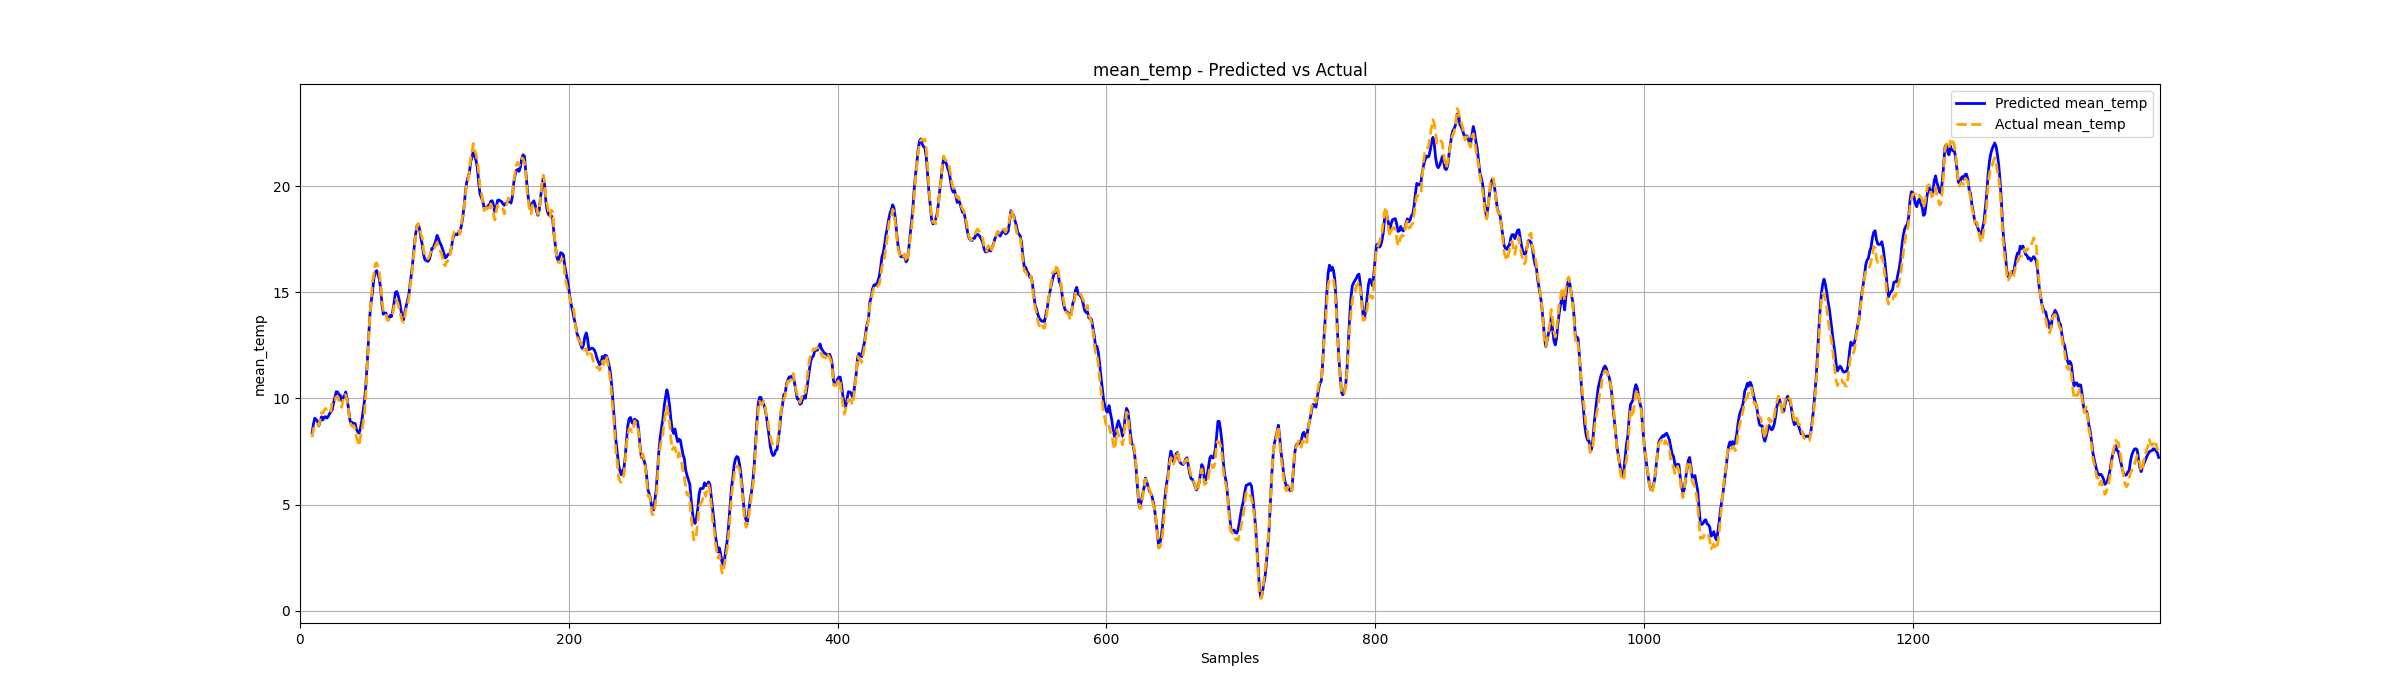 mean_temp - Predicted vs Actual
Predicted mean_temp
Actual mean_temp
mean_temp
20
15
10
5
0
0 200 400 600 800 1000 1200
Samples